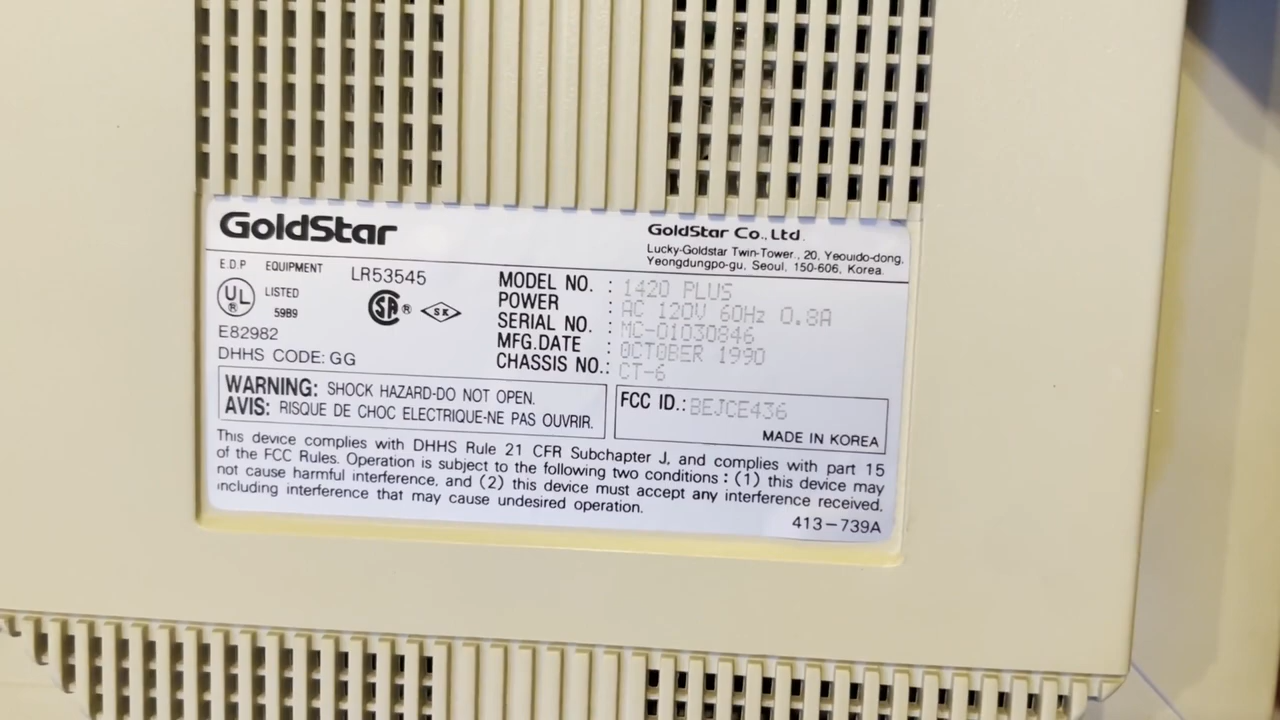 GoldStar
GoldStar Co., Ltd.
Lucky-Goldstar Twin-Tower., 20, Yeouido-dong,
Yeongdungpo-gu, Seoul, 150-606, Korea.
E.D.P EQUIPMENT LR53545
UL ® LISTED 59B9
SA ® SK
E82982
DHHS CODE: GG
MODEL NO. : 1420 PLUS
POWER : AC 120V 60Hz 0.8A
SERIAL NO. : MC-01030846
MFG.DATE : OCTOBER 1990
CHASSIS NO.: CT-6
WARNING: SHOCK HAZARD-DO NOT OPEN.
AVIS: RISQUE DE CHOC ELECTRIQUE-NE PAS OUVRIR.
FCC ID.: BEJCE436
MADE IN KOREA
This device complies with DHHS Rule 21 CFR Subchapter J, and complies with part 15
of the FCC Rules. Operation is subject to the following two conditions : (1) this device may
not cause harmful interference, and (2) this device must accept any interference received,
including interference that may cause undesired operation.
413-739A